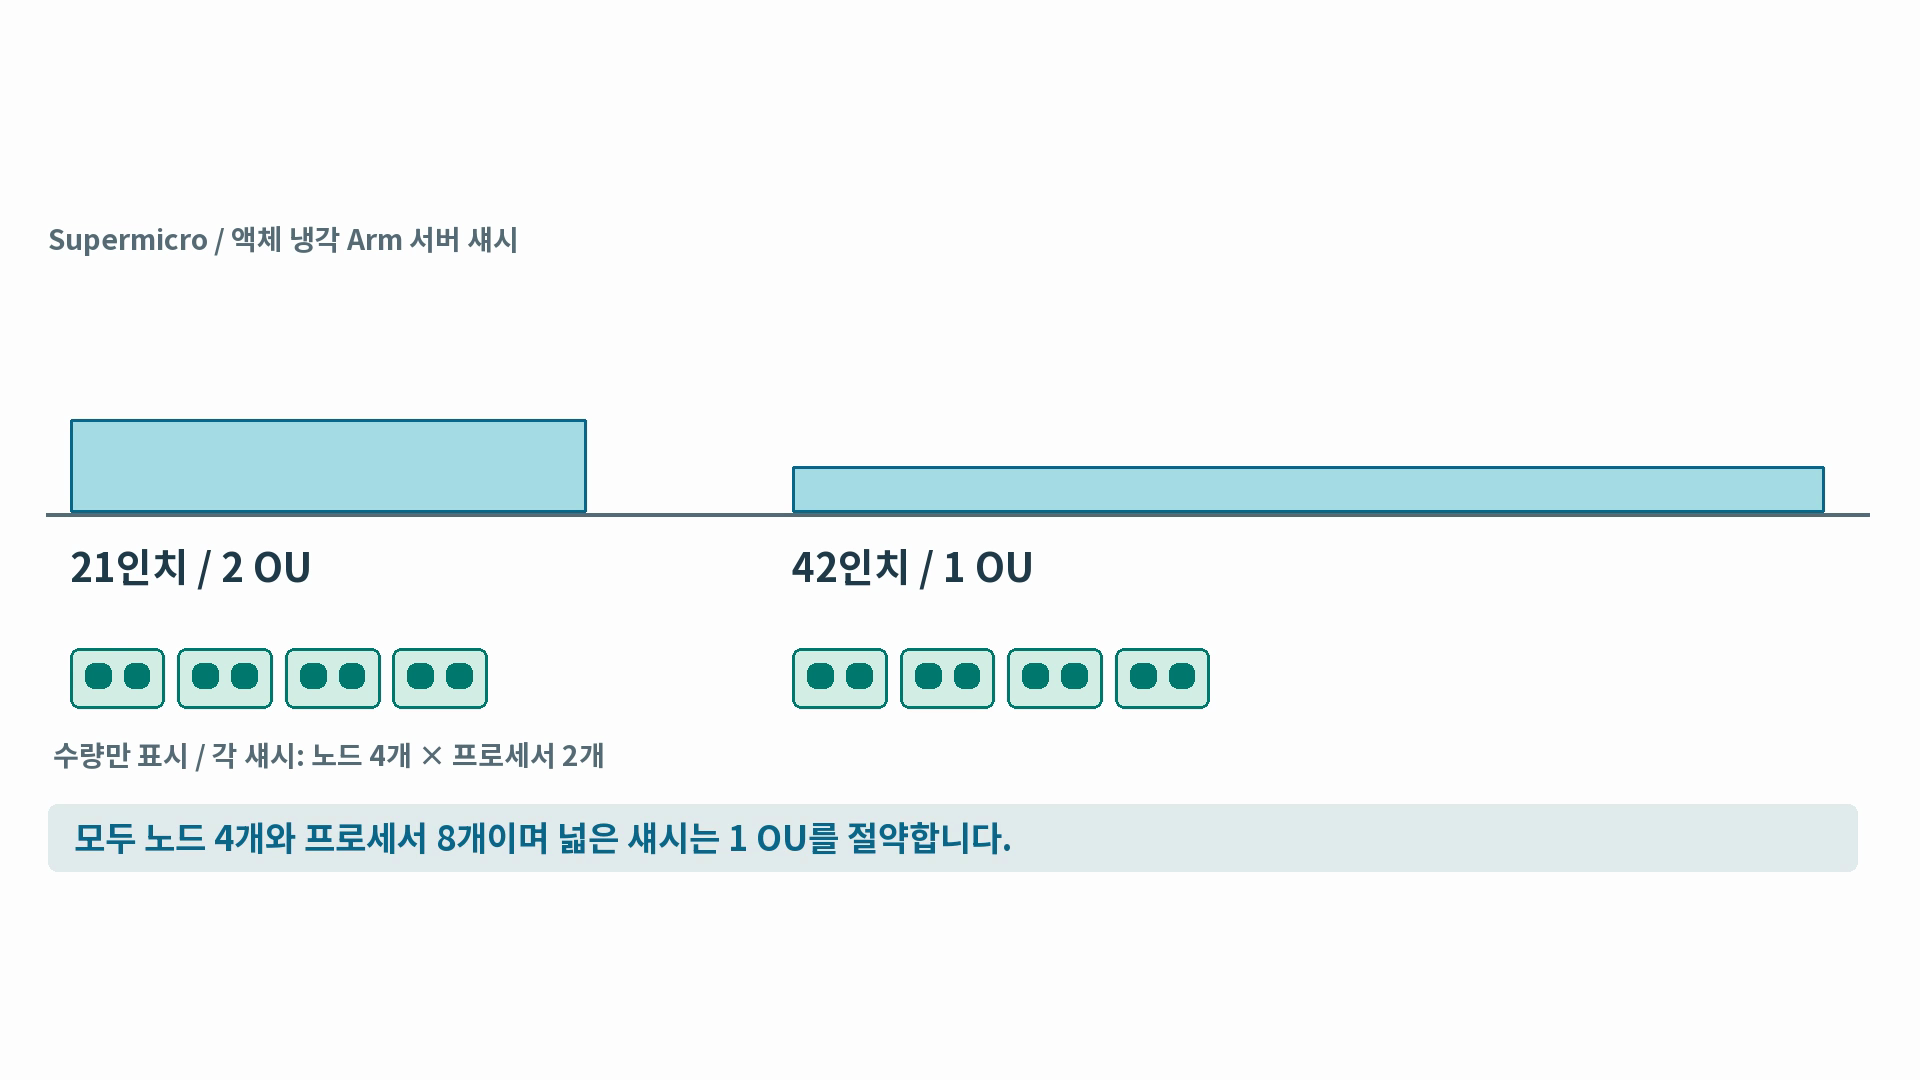 Supermicro / 액체 냉각 Arm 서버 섀시
21인치 / 2 OU
42인치 / 1 OU
수량만 표시 / 각 섀시: 노드 4개 × 프로세서 2개
모두 노드 4개와 프로세서 8개이며 넓은 섀시는 1 OU를 절약합니다.